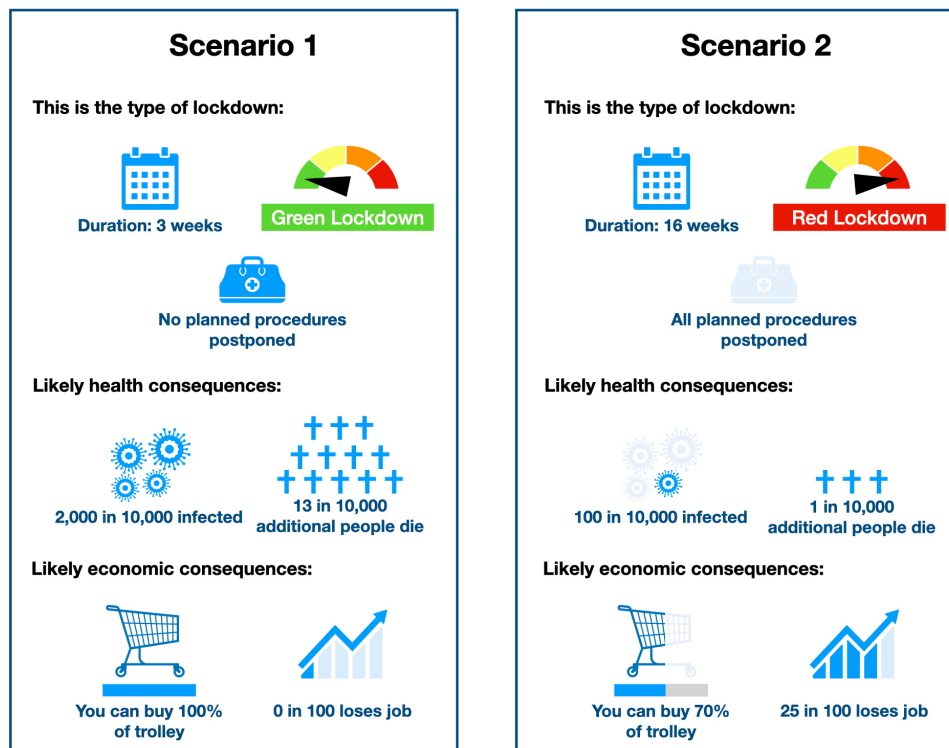 Scenario 1
This is the type of lockdown:
Duration: 3 weeks
Green Lockdown
No planned procedures
postponed
Likely health consequences:
2,000 in 10,000 infected
13 in 10,000
additional people die
Likely economic consequences:
You can buy 100%
of trolley
0 in 100 loses job
Scenario 2
This is the type of lockdown:
Duration: 16 weeks
Red Lockdown
All planned procedures
postponed
Likely health consequences:
100 in 10,000 infected
1 in 10,000
additional people die
Likely economic consequences:
You can buy 70%
of trolley
25 in 100 loses job